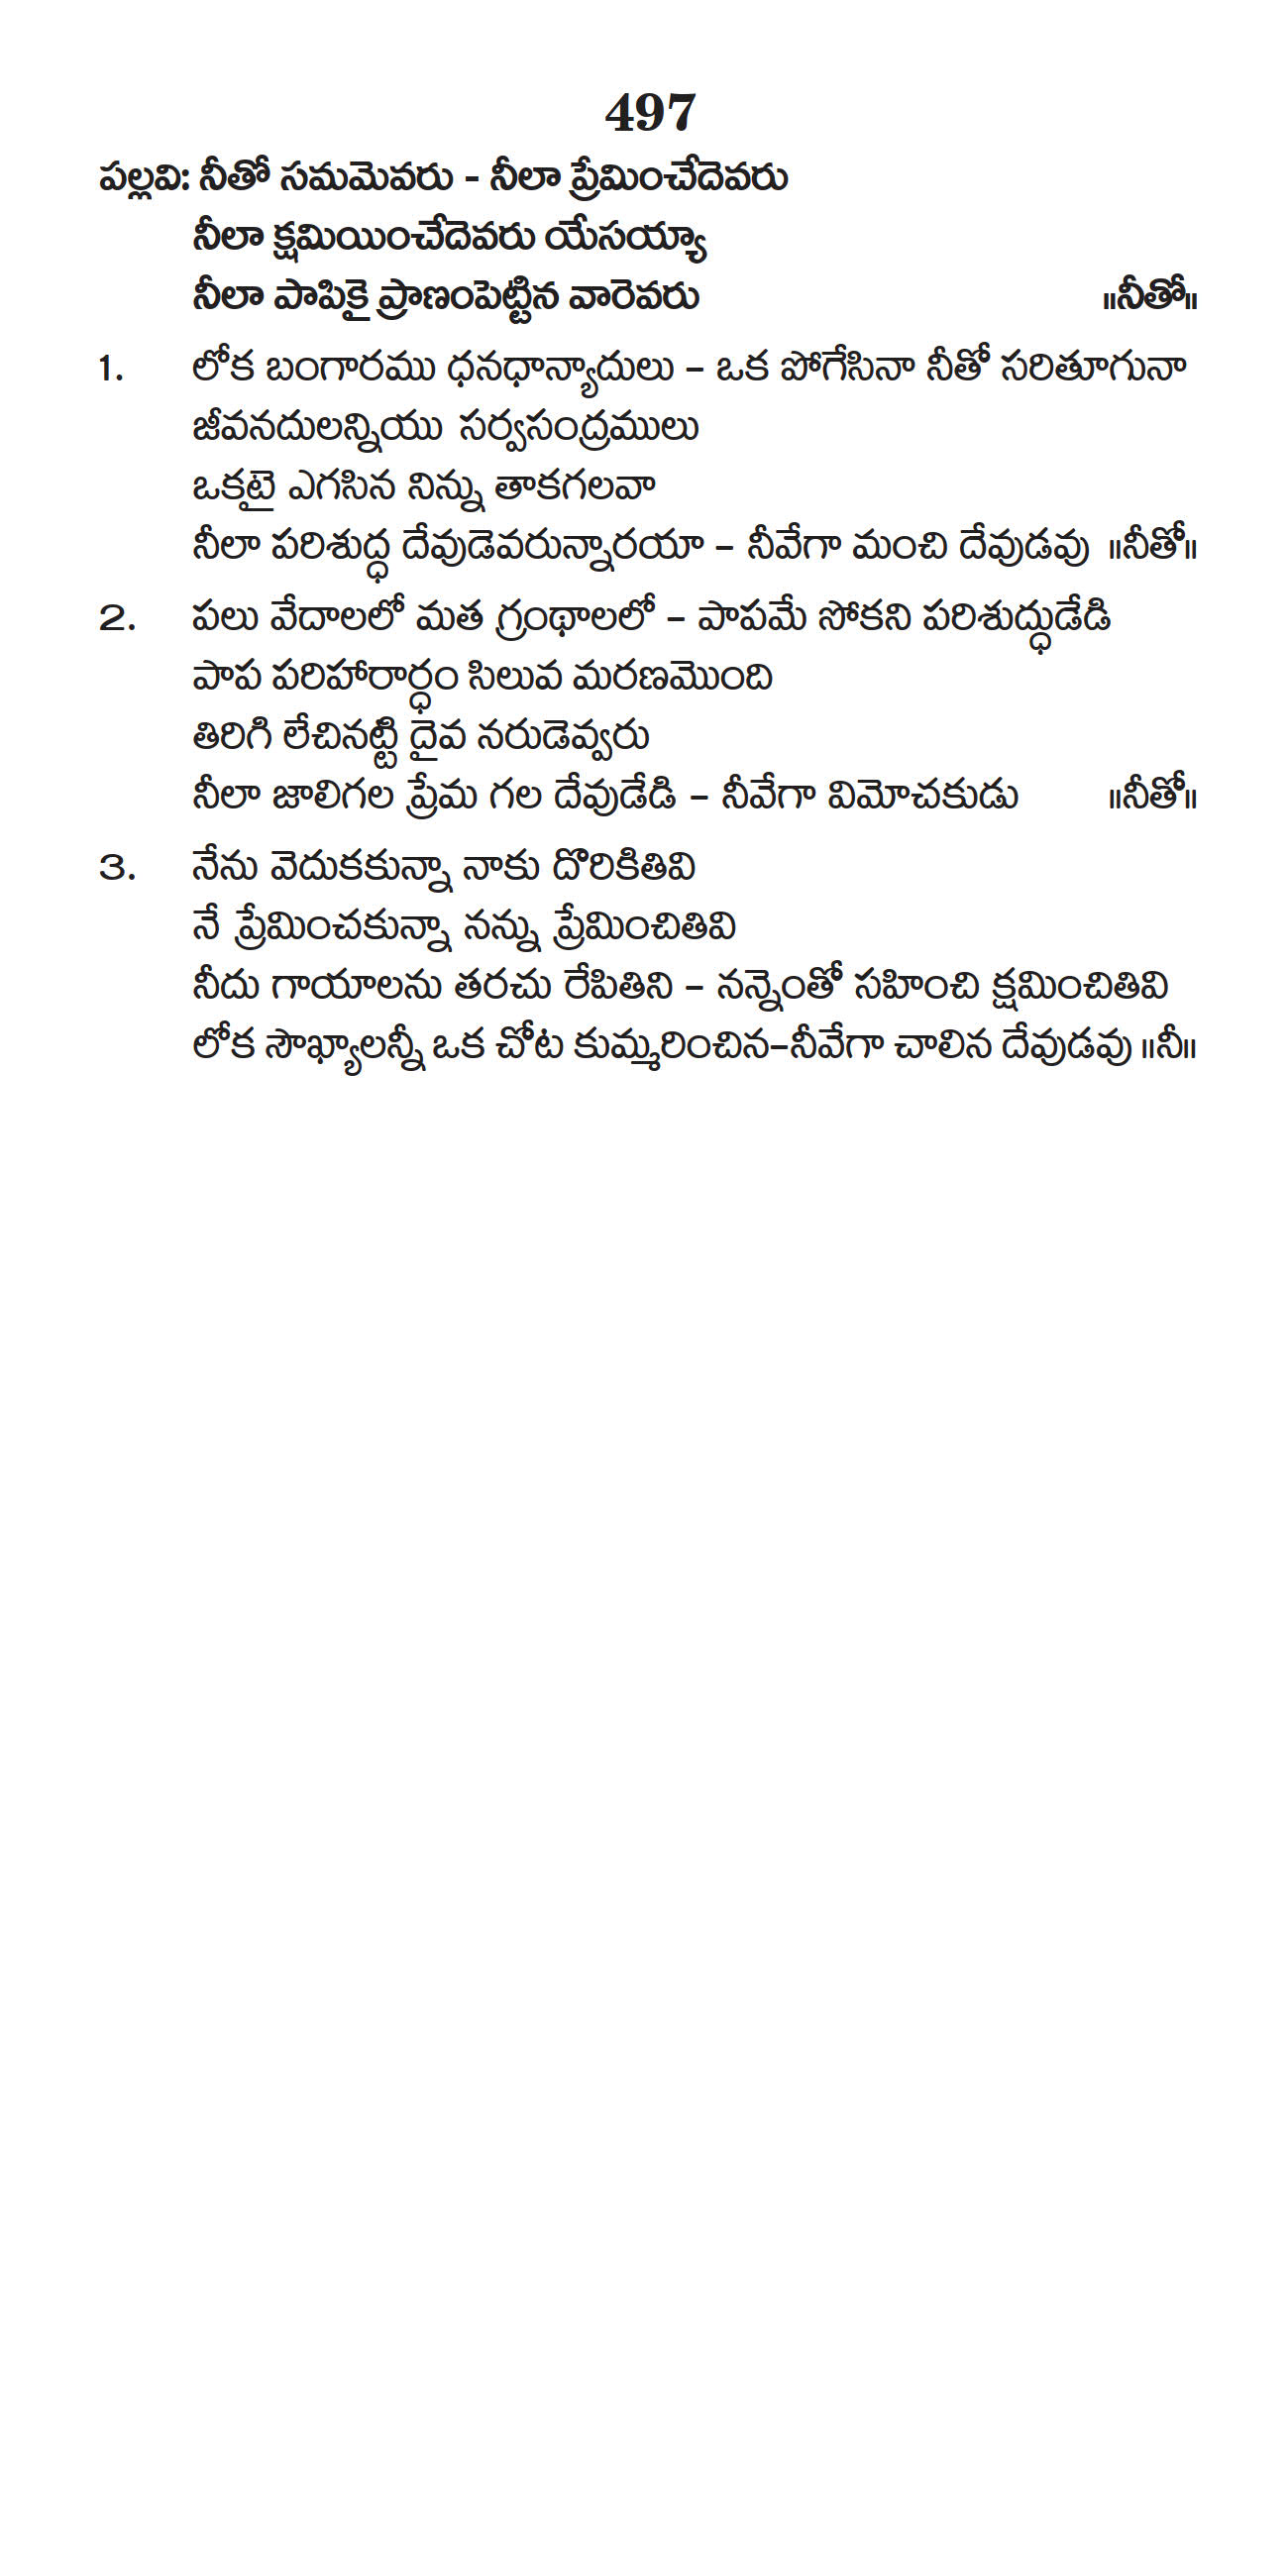 497
పల్లవి: నీతో సమమెవరు - నీలా ప్రేమించేదెవరు
నీలా క్షమియించేదెవరు యేసయ్యా
నీలా పాపికై ప్రాణంపెట్టిన వారెవరు ॥నీతో॥
1. లోక బంగారము ధనధాన్యాదులు – ఒక పోగేసినా నీతో సరితూగునా
జీవనదులన్నియు సర్వసంద్రములు
ఒకటై ఎగసిన నిన్ను తాకగలవా
నీలా పరిశుద్ధ దేవుడెవరున్నారయా – నీవేగా మంచి దేవుడవు ॥నీతో॥
2. పలు వేదాలలో మత గ్రంథాలలో – పాపమే సోకని పరిశుద్ధుడేడి
పాప పరిహారార్ధం సిలువ మరణమొంది
తిరిగి లేచినట్టి దైవ నరుడెవ్వరు
నీలా జాలిగల ప్రేమ గల దేవుడేడి – నీవేగా విమోచకుడు ॥నీతో॥
3. నేను వెదుకకున్నా నాకు దొరికితివి
నే ప్రేమించకున్నా నన్ను ప్రేమించితివి
నీదు గాయాలను తరచు రేపితిని – నన్నెంతో సహించి క్షమించితివి
లోక సౌఖ్యాలన్నీ ఒక చోట కుమ్మరించిన–నీవేగా చాలిన దేవుడవు ॥నీ॥